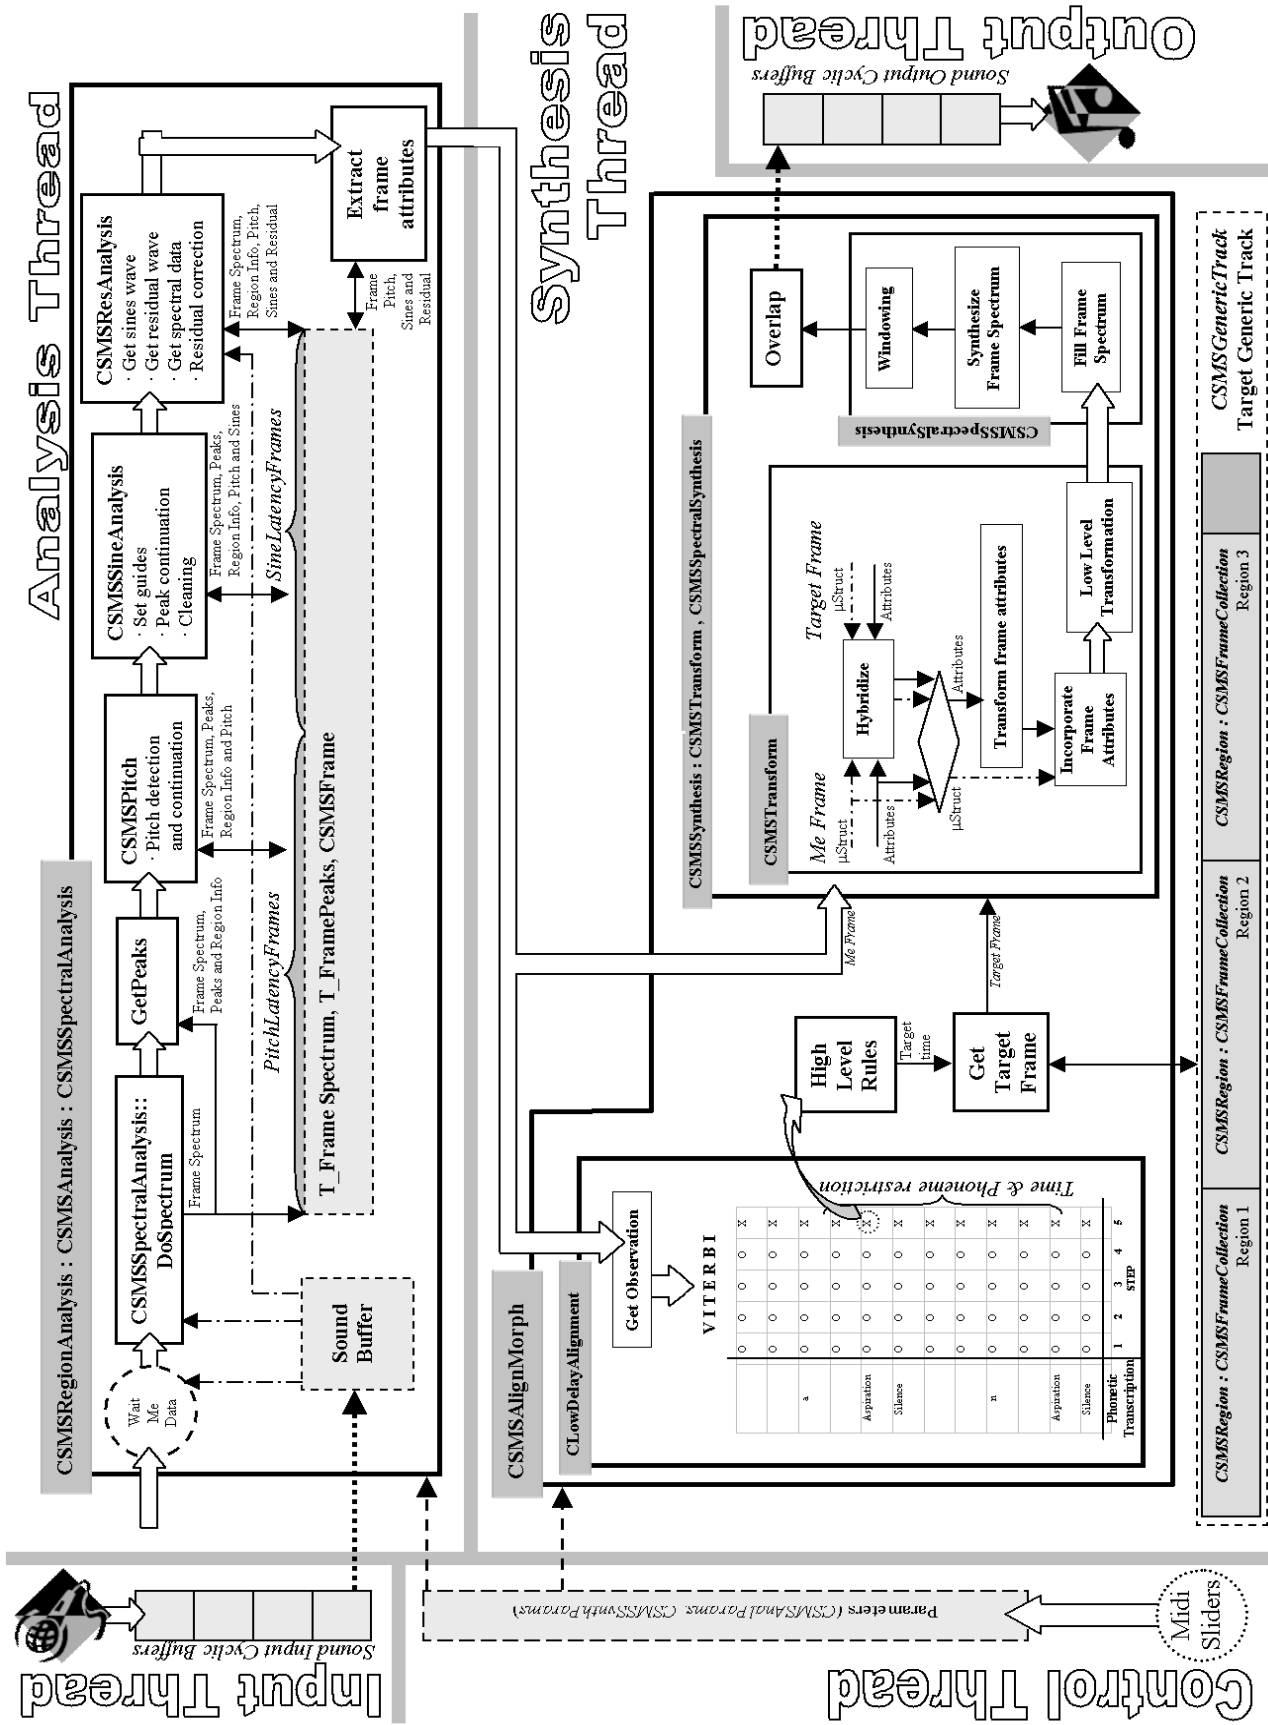 Analysis Thread
CSMSRegionAnalysis : CSMSAnalysis : CSMSSpectralAnalysis
Wait
Me
Data
CSMSSpectralAnalysis::
DoSpectrum
GetPeaks
CSMSPitch
· Pitch detection
and continuation
CSMSSineAnalysis
· Set guides
· Peak continuation
· Cleaning
CSMSResAnalysis
· Get sines wave
· Get residual wave
· Get spectral data
· Residual correction
Extract
frame
attributes
Frame Spectrum
Frame Spectrum,
Peaks and Region Info
Frame Spectrum, Peaks,
Region Info and Pitch
Frame Spectrum, Peaks,
Region Info, Pitch and Sines
Frame Spectrum,
Region Info, Pitch,
Sines and Residual
Frame
Pitch,
Sines and
Residual
Sound
Buffer
PitchLatencyFrames
SineLatencyFrames
T_Frame Spectrum, T_FramePeaks, CSMSFrame
Input Thread
Sound Input Cyclic Buffers
Synthesis
Thread
CSMSAlignMorph
CLowDelayAlignment
Get Observation
VITERBI
X
X
X
X
X
X
X
X
X
X
X
X
o o o o
o o o o
o o o o
o o o o
o o o o
o o o o
o o o o
o o o o
o o o o
o o o o
o o o o
o o o o
a
Aspiration
Silence
n
Aspiration
Silence
Phonetic
Transcription
1 2 3 4 5
STEP
Time & Phoneme restriction
High
Level
Rules
Target
time
Get
Target
Frame
Me Frame
Target Frame
CSMSSynthesis : CSMSTransform , CSMSSpectralSynthesis
CSMSTransform
Me Frame
µStruct
Attributes
Hybridize
Target Frame
µStruct
Attributes
µStruct
Attributes
Transform frame attributes
Incorporate
Frame
Attributes
Low Level
Transformation
CSMSSpectralSynthesis
Windowing
Synthesize
Frame Spectrum
Fill Frame
Spectrum
Overlap
Output Thread
Sound Output Cyclic Buffers
Control Thread
Parameters (CSMSAnalParams, CSMSSynthParams)
Midi
Sliders
CSMSRegion : CSMSFrameCollection
Region 1
CSMSRegion : CSMSFrameCollection
Region 2
CSMSRegion : CSMSFrameCollection
Region 3
CSMSGenericTrack
Target Generic Track